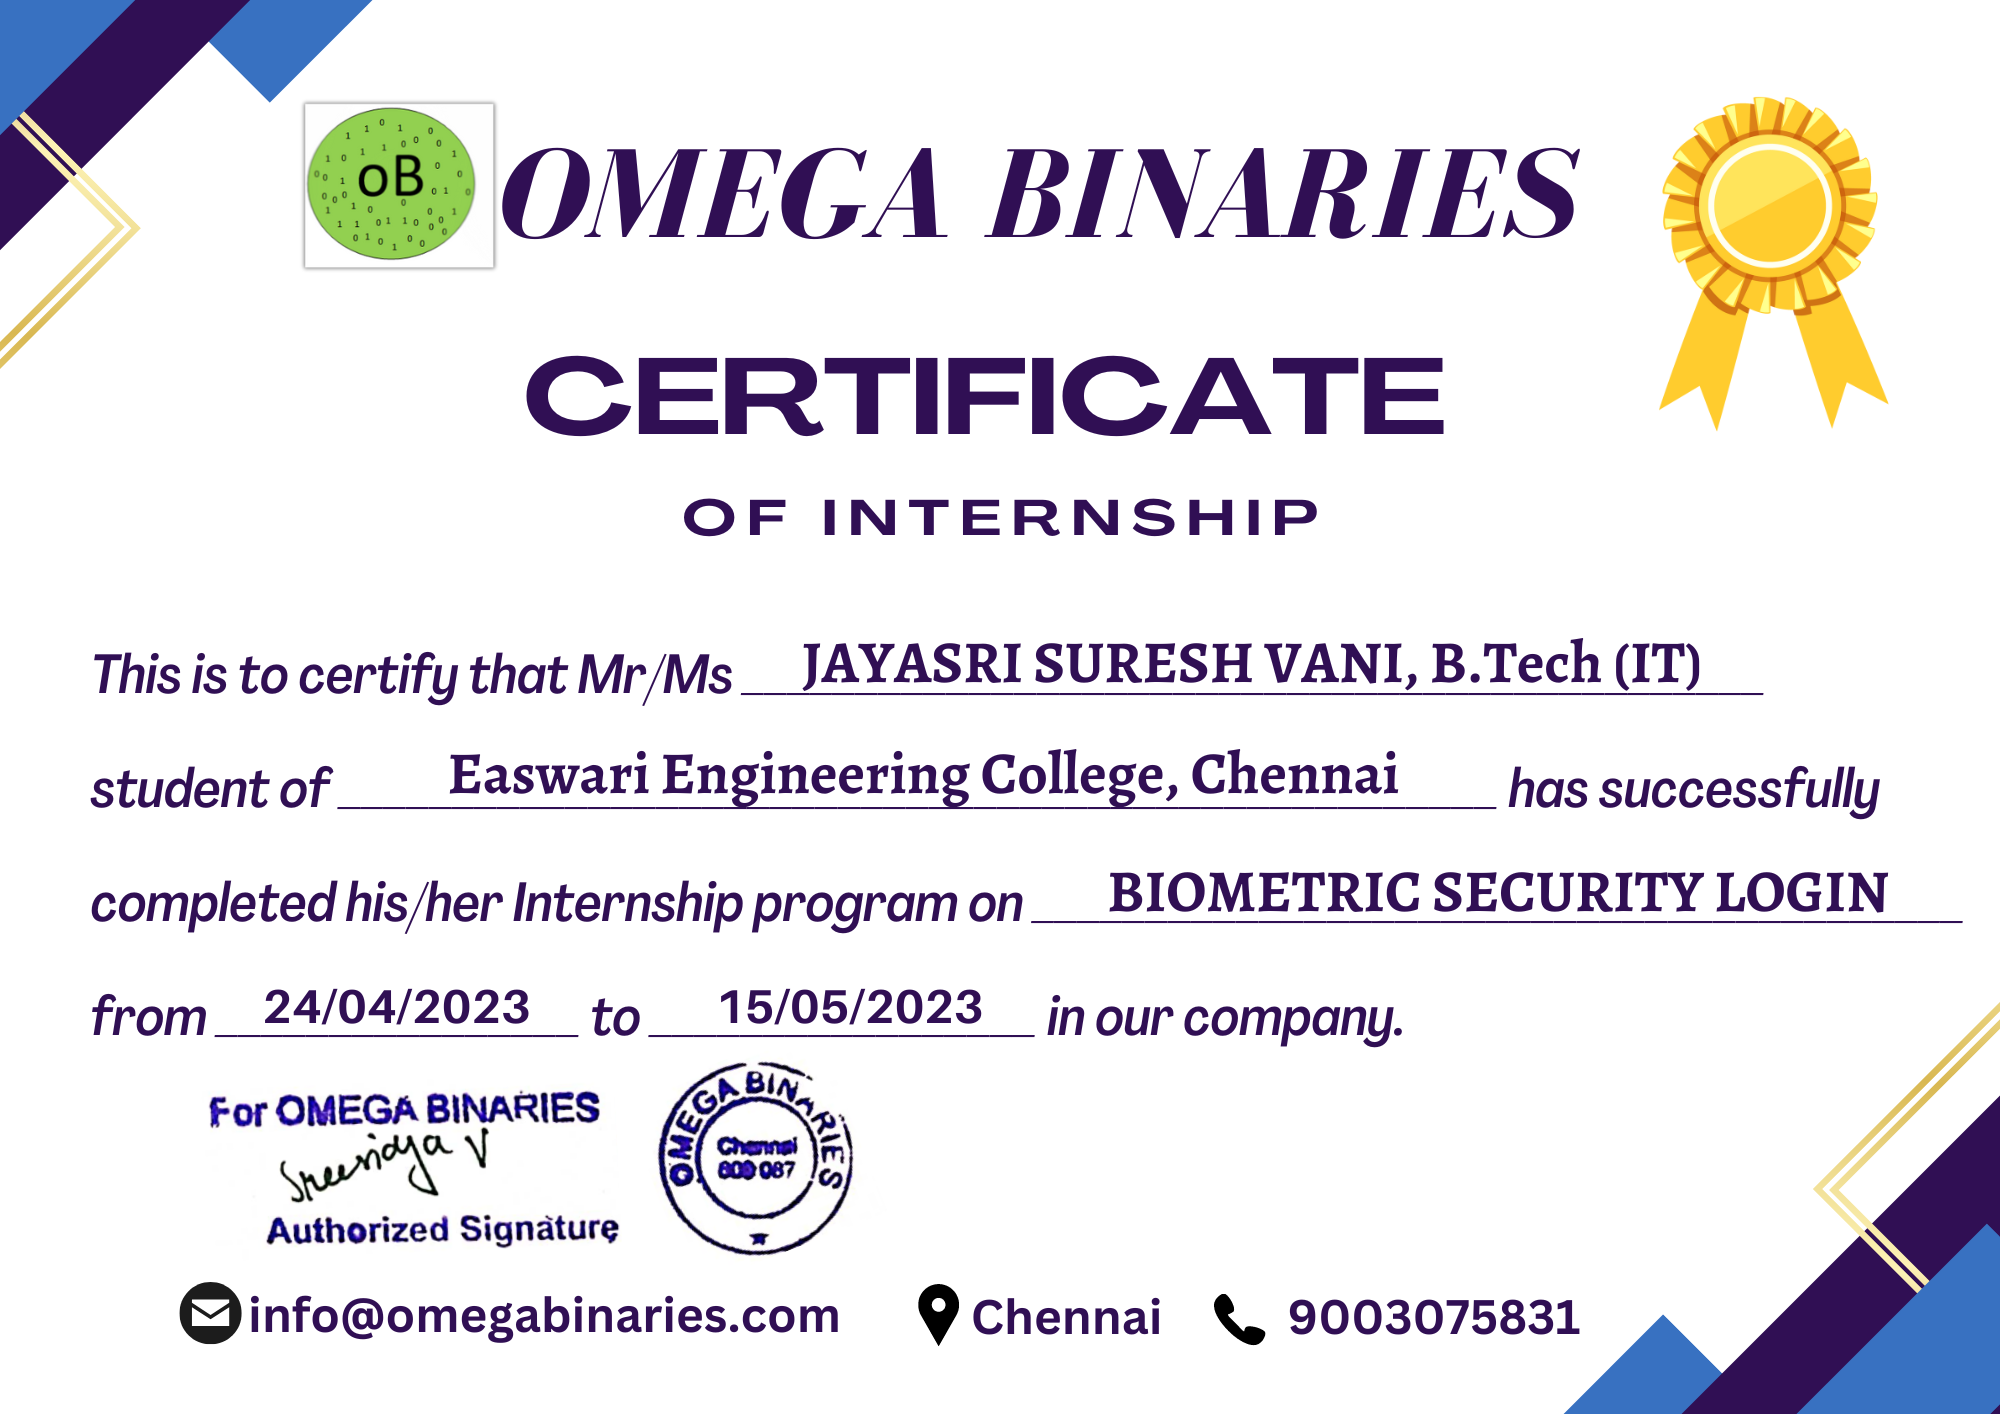 oB
OMEGA BINARIES
CERTIFICATE
OF INTERNSHIP
This is to certify that Mr/Ms JAYASRI SURESH VANI, B.Tech (IT)
student of Easwari Engineering College, Chennai has successfully
completed his/her Internship program on BIOMETRIC SECURITY LOGIN
from 24/04/2023 to 15/05/2023 in our company.
For OMEGA BINARIES
Sreevidya V
Authorized Signature
OMEGA BINARIES
Chennai
600 087
info@omegabinaries.com
Chennai
9003075831